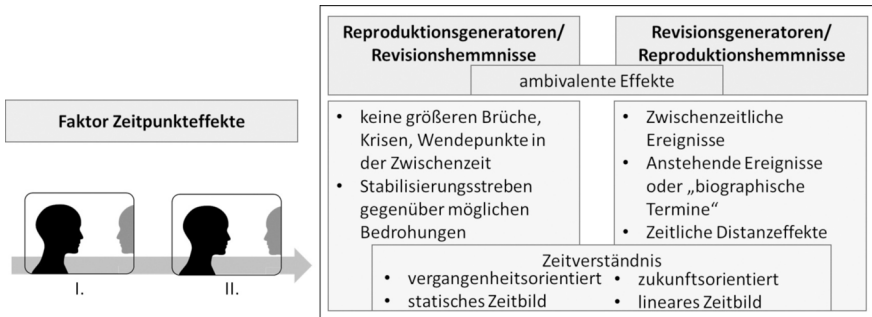 Faktor Zeitpunkteffekte
I.
II.
Reproduktionsgeneratoren/
Revisionshemmnisse
Revisionsgeneratoren/
Reproduktionshemmnisse
ambivalente Effekte
• keine größeren Brüche,
Krisen, Wendepunkte in
der Zwischenzeit
• Stabilisierungsstreben
gegenüber möglichen
Bedrohungen
• Zwischenzeitliche
Ereignisse
• Anstehende Ereignisse
oder „biographische
Termine“
• Zeitliche Distanzeffekte
Zeitverständnis
• vergangenheitsorientiert
• statisches Zeitbild
• zukunftsorientiert
• lineares Zeitbild